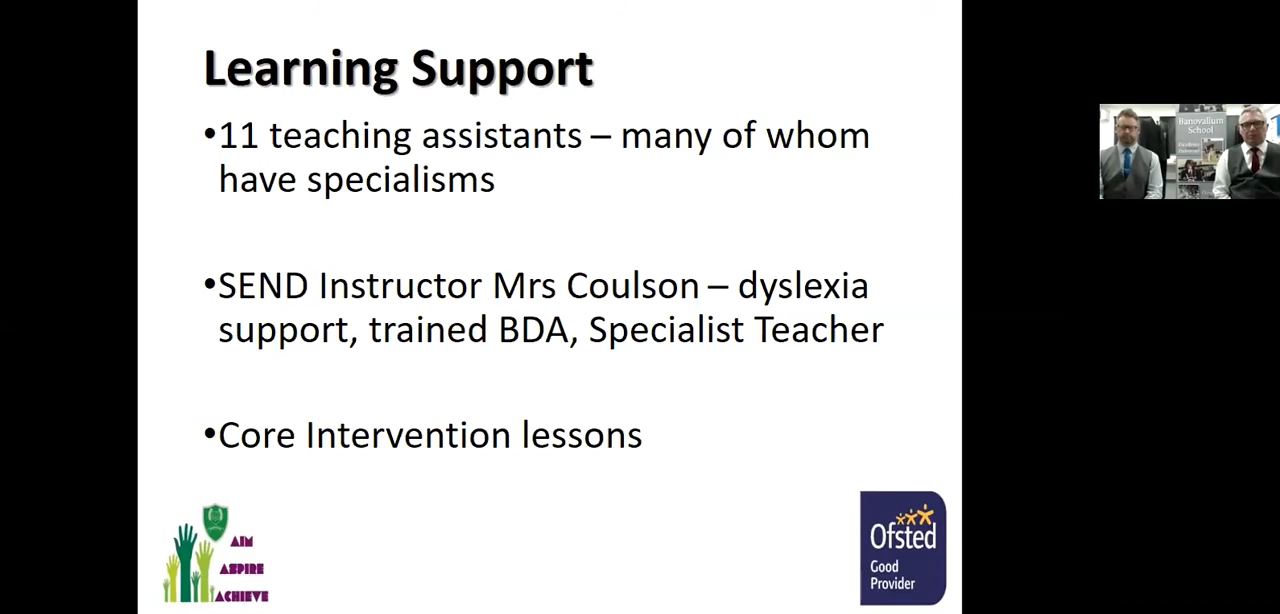 Learning Support
•11 teaching assistants – many of whom
have specialisms
•SEND Instructor Mrs Coulson – dyslexia
support, trained BDA, Specialist Teacher
•Core Intervention lessons
AIM
ASPIRE
ACHIEVE
Ofsted
Good
Provider
Banovallum
School